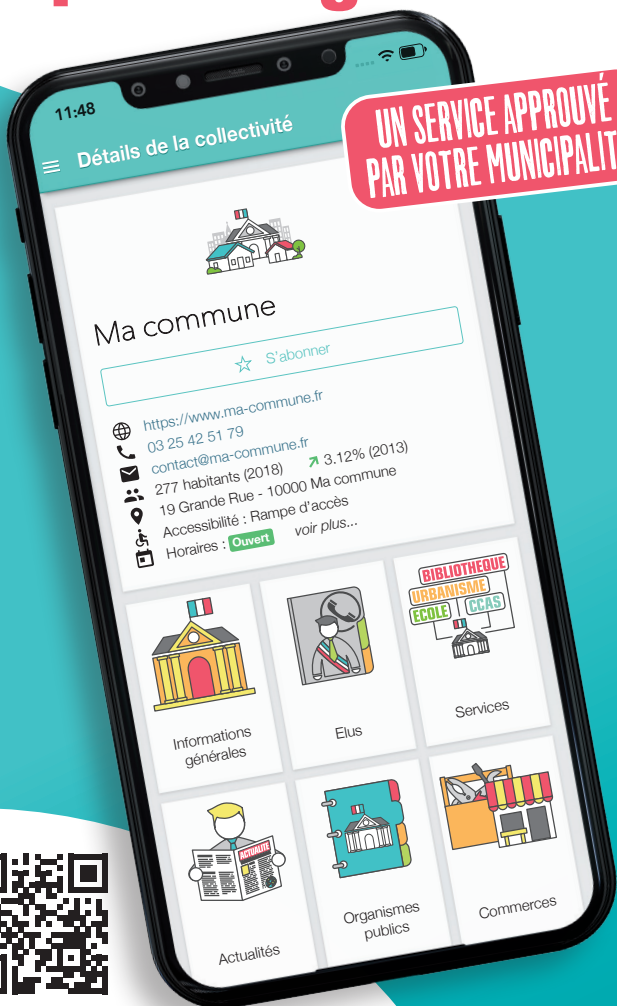 11:48
Détails de la collectivité
UN SERVICE APPROUVÉ
PAR VOTRE MUNICIPALIT
Ma commune
S'abonner
https://www.ma-commune.fr
03 25 42 51 79
contact@ma-commune.fr
277 habitants (2018) 3.12% (2013)
19 Grande Rue - 10000 Ma commune
Accessibilité : Rampe d'accès
Horaires : Ouvert voir plus...
BIBLIOTHEQUE
URBANISME
ECOLE CCAS
Informations
générales
Elus
Services
ACTUALITÉ
Actualités
Organismes
publics
Commerces